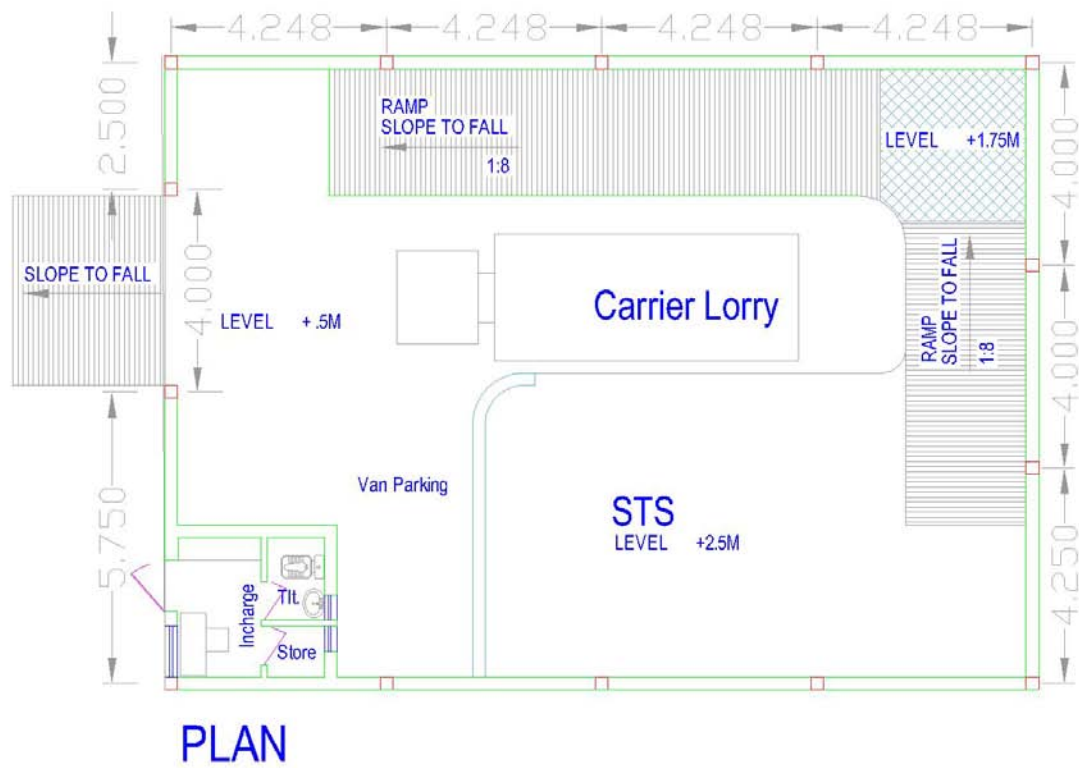 4,248 4,248 4,248 4,248
2,500
4,000
5,750
4,000
4,000
4,250
RAMP
SLOPE TO FALL
1:8
LEVEL +1.75M
SLOPE TO FALL
LEVEL + .5M
Carrier Lorry
RAMP
SLOPE TO FALL
1:8
Van Parking
STS
LEVEL +2.5M
Incharge
Tlt.
Store
PLAN